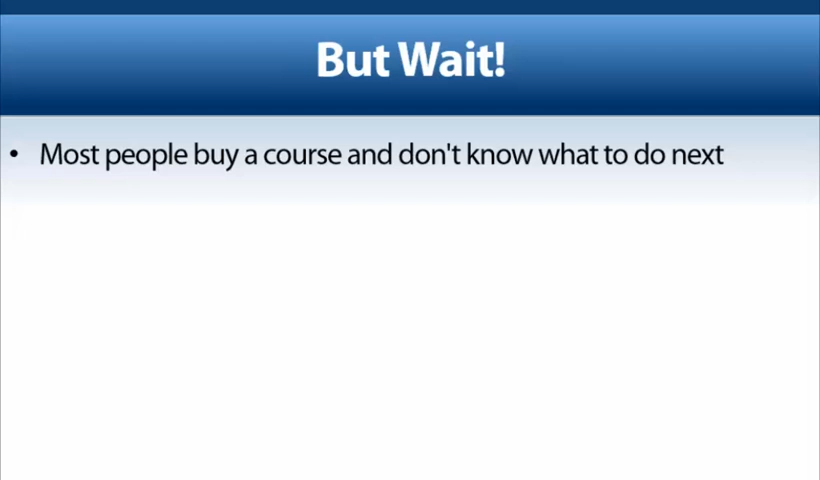 But Wait!
• Most people buy a course and don't know what to do next